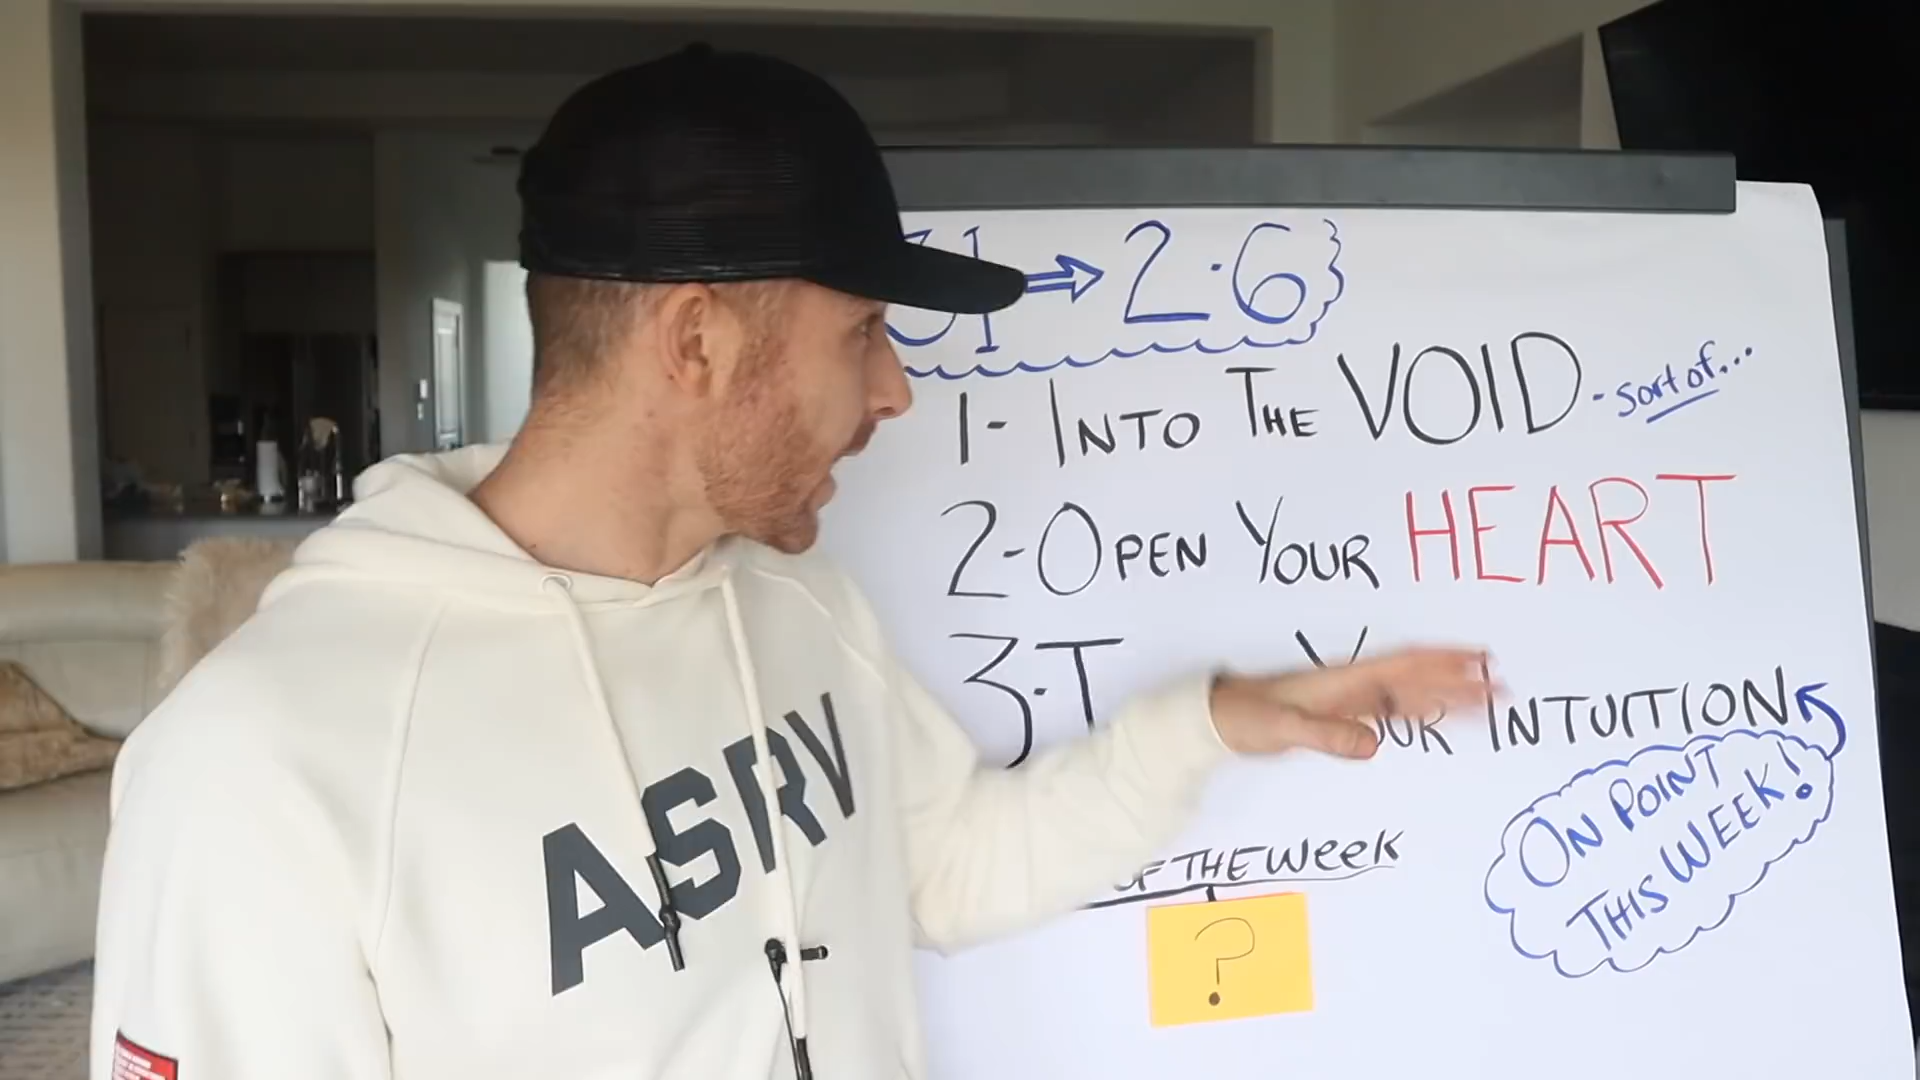 31 ⇒ 2.6
1- INTO THE VOID - sort of...
2- OPEN YOUR HEART
3. INTUITION
ON POINT
THIS WEEK!
OF THE WEEK
?
ASRV